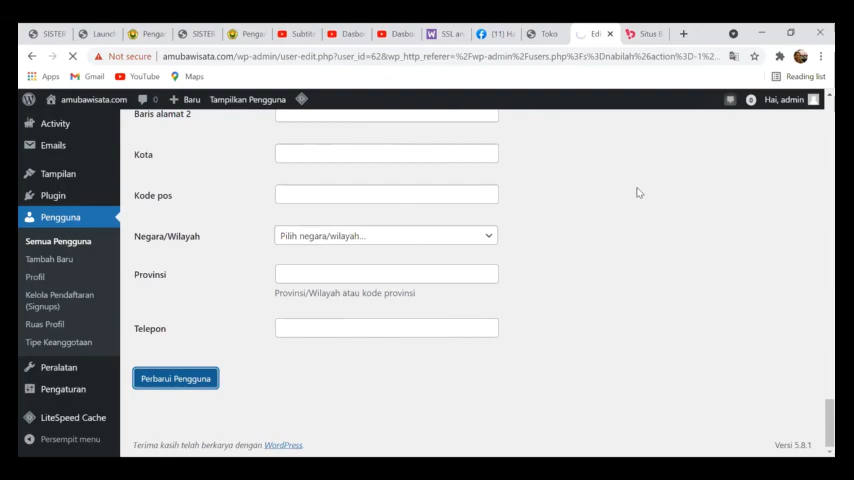 SISTER
Launch
Pengar
SISTER
Pengar
Subtitle
Dasbo
Dasbo
SSL an
(11) Ha
Toko
Edi
Situs B
Not secure
amubawisata.com/wp-admin/user-edit.php?user_id=62&wp_http_referer=%2Fwp-admin%2Fusers.php%3Fs%3Dnabilah%26action%3D-1%2...
Apps
Gmail
YouTube
Maps
Reading list
amubawisata.com
0
Baru
Tampilkan Pengguna
0
Hai, admin
Activity
Emails
Tampilan
Plugin
Pengguna
Semua Pengguna
Tambah Baru
Profil
Kelola Pendaftaran
(Signups)
Ruas Profil
Tipe Keanggotaan
Peralatan
Pengaturan
LiteSpeed Cache
Persempit menu
Baris alamat 2
Kota
Kode pos
Negara/Wilayah
Pilih negara/wilayah...
Provinsi
Provinsi/Wilayah atau kode provinsi
Telepon
Perbarui Pengguna
Terima kasih telah berkarya dengan WordPress.
Versi 5.8.1